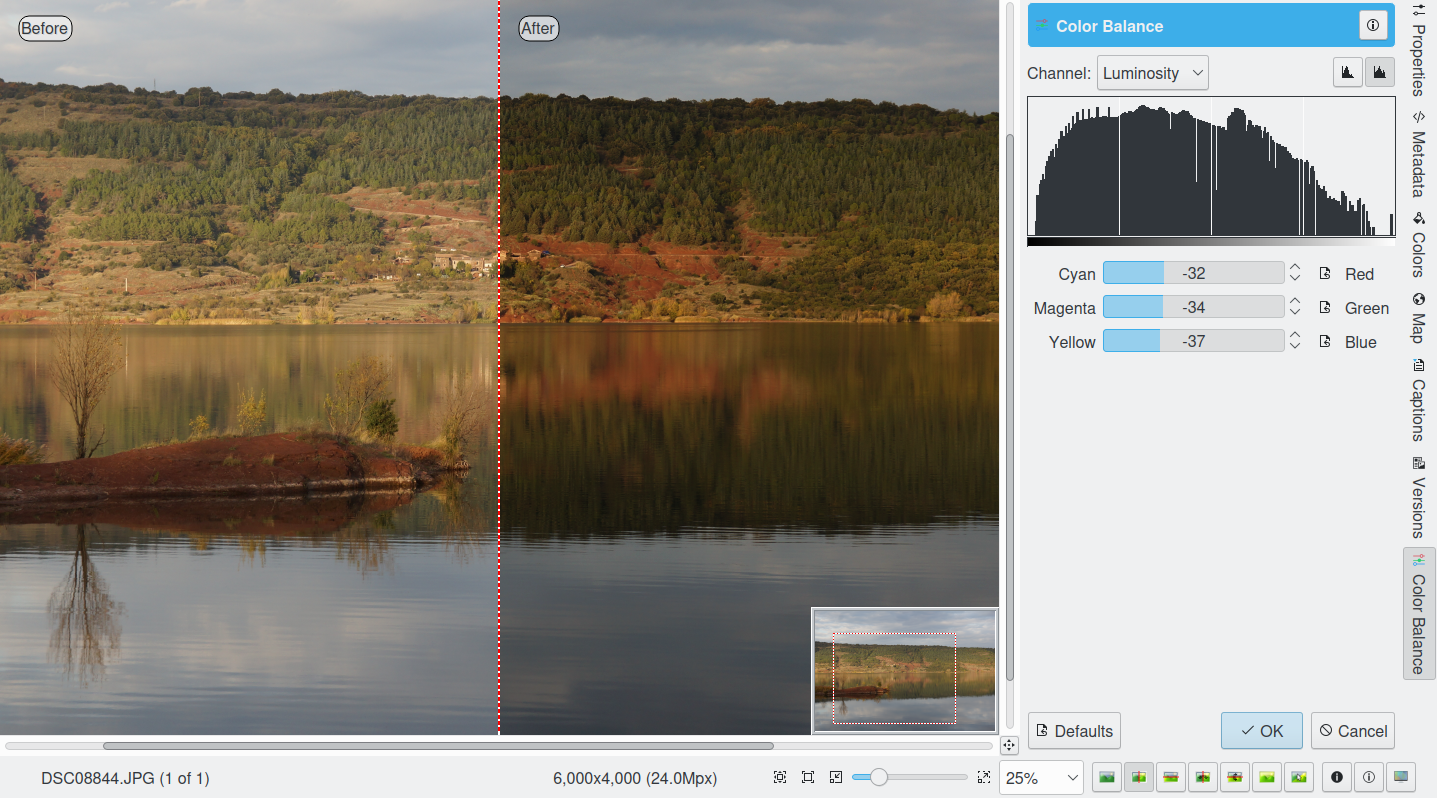 Before
After
Color Balance
Channel: Luminosity
Cyan -32 Red
Magenta -34 Green
Yellow -37 Blue
Defaults
OK
Cancel
Properties
Metadata
Colors
Map
Captions
Versions
Color Balance
DSC08844.JPG (1 of 1)
6,000x4,000 (24.0Mpx)
25%